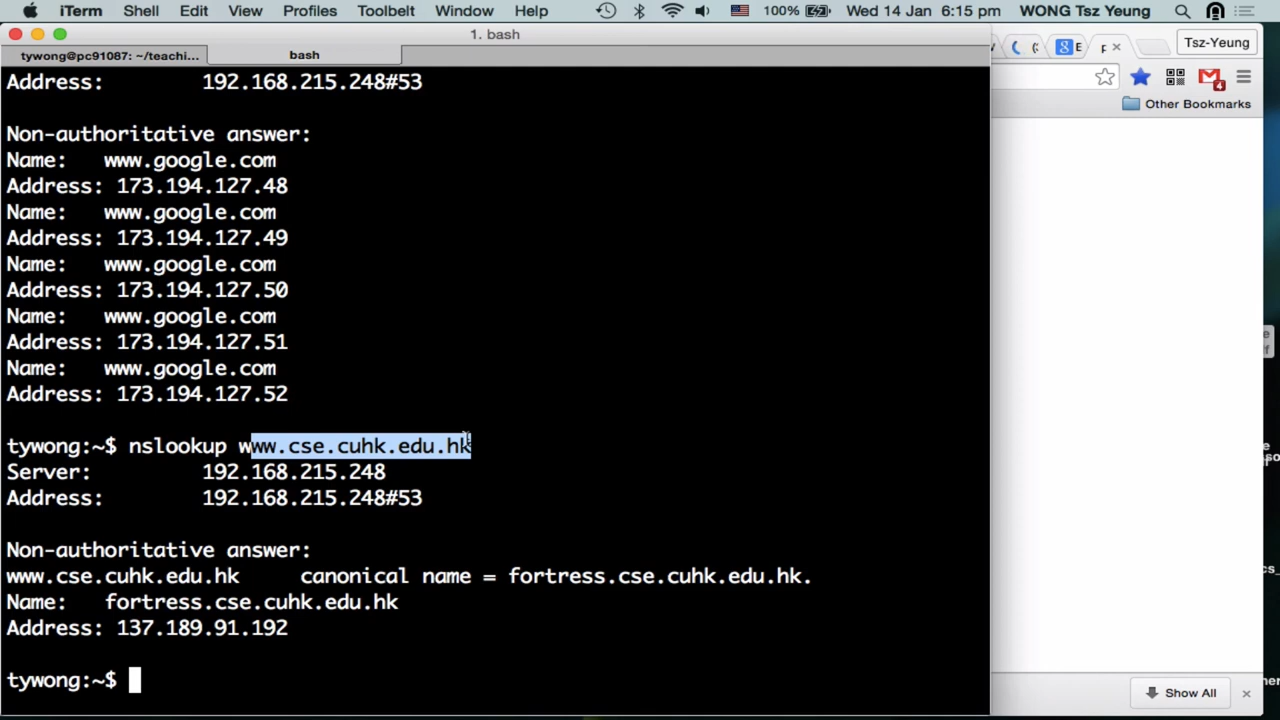 iTerm Shell Edit View Profiles Toolbelt Window Help 100% Wed 14 Jan 6:15 pm WONG Tsz Yeung
1. bash
tywong@pc91087: ~/teachi... bash
Tsz-Yeung
4
Other Bookmarks
Address: 192.168.215.248#53
Non-authoritative answer:
Name: www.google.com
Address: 173.194.127.48
Name: www.google.com
Address: 173.194.127.49
Name: www.google.com
Address: 173.194.127.50
Name: www.google.com
Address: 173.194.127.51
Name: www.google.com
Address: 173.194.127.52
tywong:~$ nslookup www.cse.cuhk.edu.hk
Server: 192.168.215.248
Address: 192.168.215.248#53
Non-authoritative answer:
www.cse.cuhk.edu.hk canonical name = fortress.cse.cuhk.edu.hk.
Name: fortress.cse.cuhk.edu.hk
Address: 137.189.91.192
tywong:~$
Show All